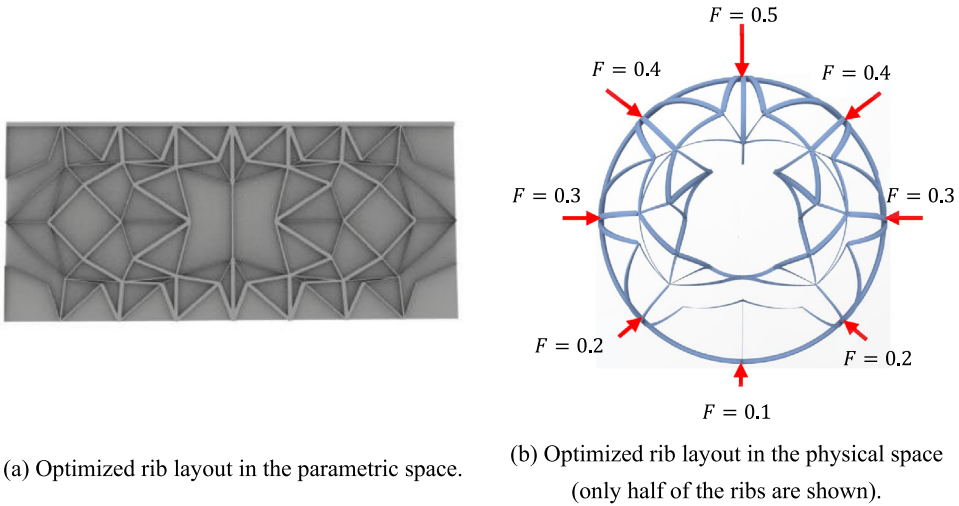 F = 0.5
F = 0.4
F = 0.4
F = 0.3
F = 0.3
F = 0.2
F = 0.2
F = 0.1
(a) Optimized rib layout in the parametric space.
(b) Optimized rib layout in the physical space
(only half of the ribs are shown).